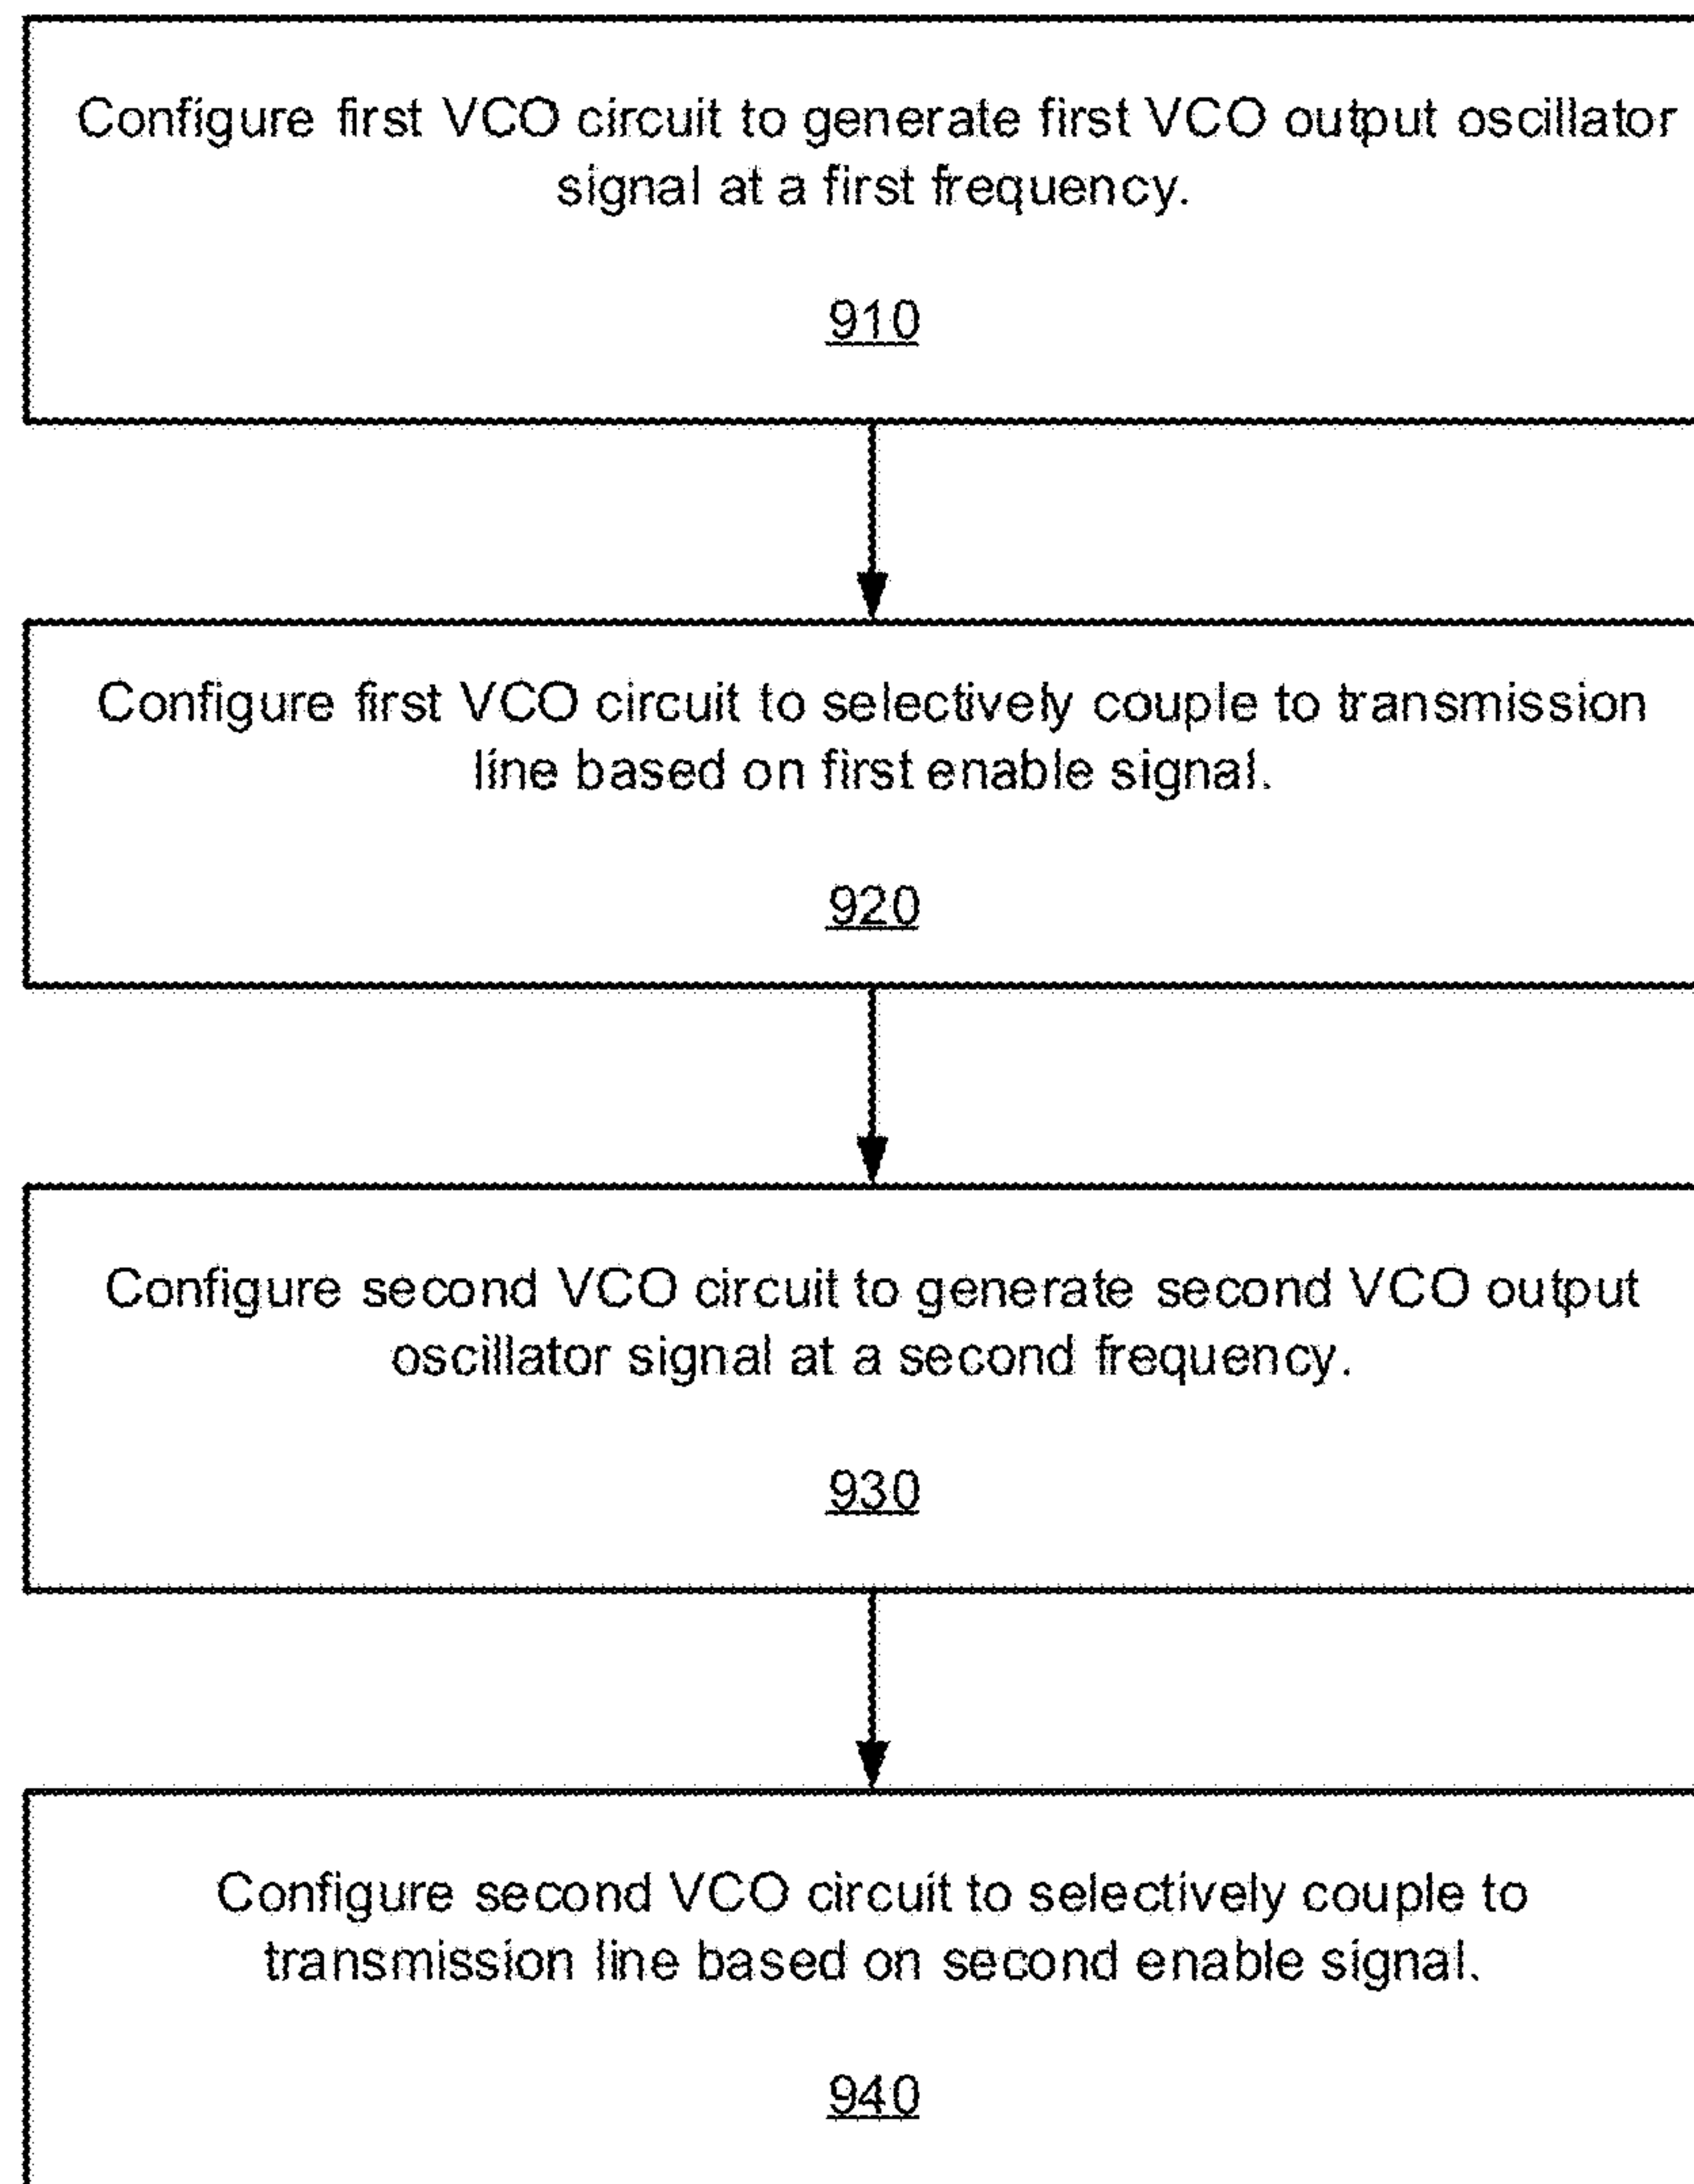 Configure first VCO circuit to generate first VCO output oscillator
signal at a first frequency.
910
Configure first VCO circuit to selectively couple to transmission
line based on first enable signal.
920
Configure second VCO circuit to generate second VCO output
oscillator signal at a second frequency.
930
Configure second VCO circuit to selectively couple to
transmission line based on second enable signal.
940